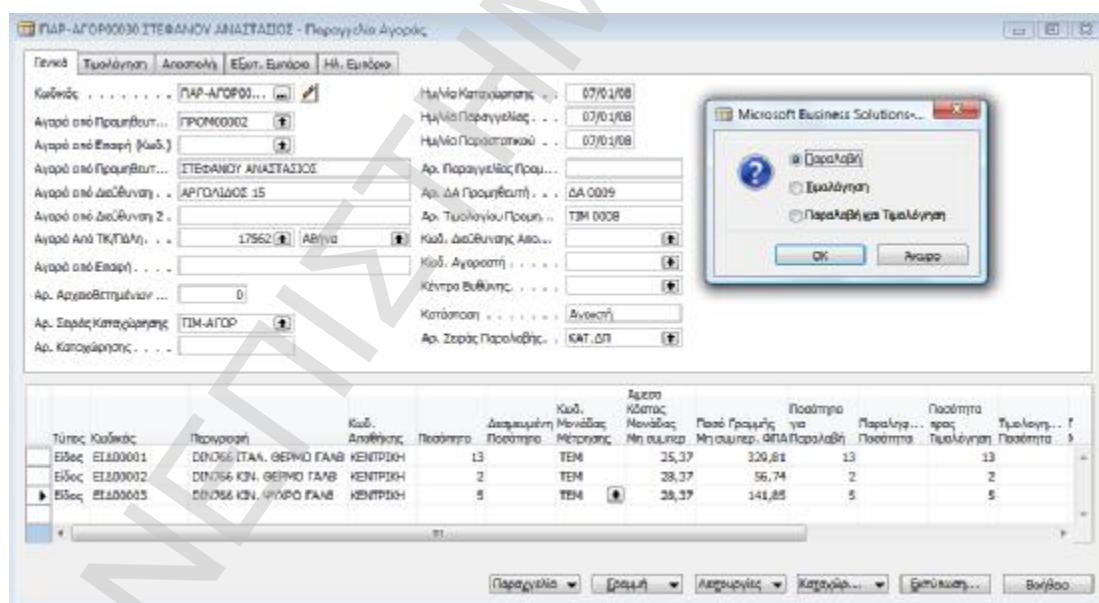 ΠΑΡ-ΑΓΟΡ00030 ΣΤΕΦΑΝΟΥ ΑΝΑΣΤΑΣΙΟΣ - Παραγγελία Αγοράς
Γενικά Τιμολόγηση Αποστολή Εξωτ. Εμπόριο Ηλ. Εμπόριο
Κωδικός . . . . . . . . ΠΑΡ-ΑΓΟΡ00...
Αγορά από Προμηθευτ... ΠΡΟΜ00002
Αγορά από Επαφή (Κωδ.)
Αγορά από Προμηθευτ... ΣΤΕΦΑΝΟΥ ΑΝΑΣΤΑΣΙΟΣ
Αγορά από Διεύθυνση . . ΑΡΓΟΛΙΔΟΣ 15
Αγορά από Διεύθυνση 2 .
Αγορά Από ΤΚ/Πόλη. . . 17562 Αθήνα
Αγορά από Επαφή . . . .
Αρ. Αρχειοθετημένων ... 0
Αρ. Σειράς Καταχώρησης ΤΙΜ-ΑΓΟΡ
Αρ. Καταχώρησης . . . .
Ημ/νία Καταχώρησης . . 07/01/08
Ημ/νία Παραγγελίας . . . 07/01/08
Ημ/νία Παραστατικού . . 07/01/08
Αρ. Παραγγελίας Προμ...
Αρ. ΔΑ Προμηθευτή . . . ΔΑ 0009
Αρ. Τιμολογίου Προμη... ΤΙΜ 0008
Κωδ. Διεύθυνσης Απο...
Κωδ. Αγοραστή . . . . .
Κέντρο Ευθύνης. . . . .
Κατάσταση . . . . . . . Ανοικτή
Αρ. Σειράς Παραλαβής. . ΚΑΤ.ΔΠ
Microsoft Business Solutions-...
Παραλαβή
Τιμολόγηση
Παραλαβή και Τιμολόγηση
OK Άκυρο
Τύπος Κωδικός Περιγραφή Κωδ. Αποθήκης Ποσότητα Δεσμευμένη Ποσότητα Κωδ. Μονάδας Μέτρησης Άμεσο Κόστος Μονάδας Μη συμπερ Ποσό Γραμμής Μη συμπερ. ΦΠΑ Ποσότητα για Παραλαβή Παραληφ... Ποσότητα Ποσότητα προς Τιμολόγηση Τιμολογη... Ποσότητα
Είδος ΕΙΔ00001 DIN766 ΙΤΑΛ. ΘΕΡΜΟ ΓΑΛΒ ΚΕΝΤΡΙΚΗ 13 ΤΕΜ 25,37 329,81 13 13
Είδος ΕΙΔ00002 DIN766 ΚΙΝ. ΘΕΡΜΟ ΓΑΛΒ ΚΕΝΤΡΙΚΗ 2 ΤΕΜ 28,37 56,74 2 2
Είδος ΕΙΔ00003 DIN766 ΚΙΝ. ΨΥΧΡΟ ΓΑΛΒ ΚΕΝΤΡΙΚΗ 5 ΤΕΜ 28,37 141,85 5 5
Παραγγελία Γραμμή Λειτουργίες Καταχώρ... Εκτύπωση... Βοήθεια